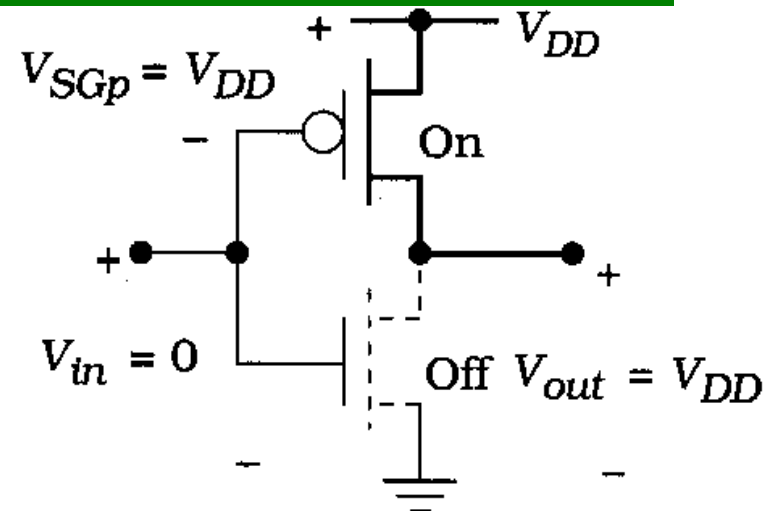 + V_DD
V_SGp = V_DD
−
On
+
+
V_in = 0
Off V_out = V_DD
− −